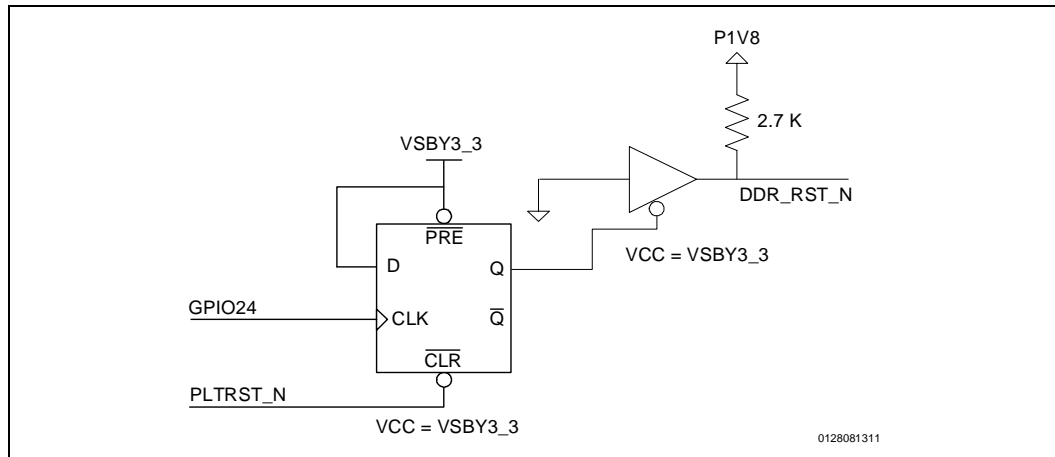 P1V8
2.7 K
VSBY3_3
DDR_RST_N
PRE
D
Q
VCC = VSBY3_3
GPIO24
CLK
Q
CLR
PLTRST_N
VCC = VSBY3_3
0128081311